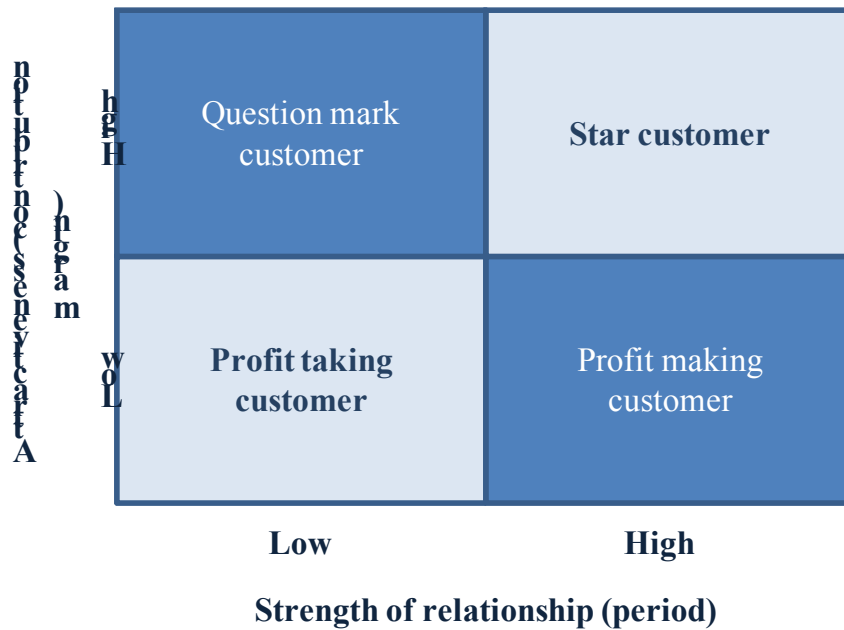 Attractiveness (contribution
margin)
High
Question mark
customer
Star customer
Low
Profit taking
customer
Profit making
customer
Low
High
Strength of relationship (period)